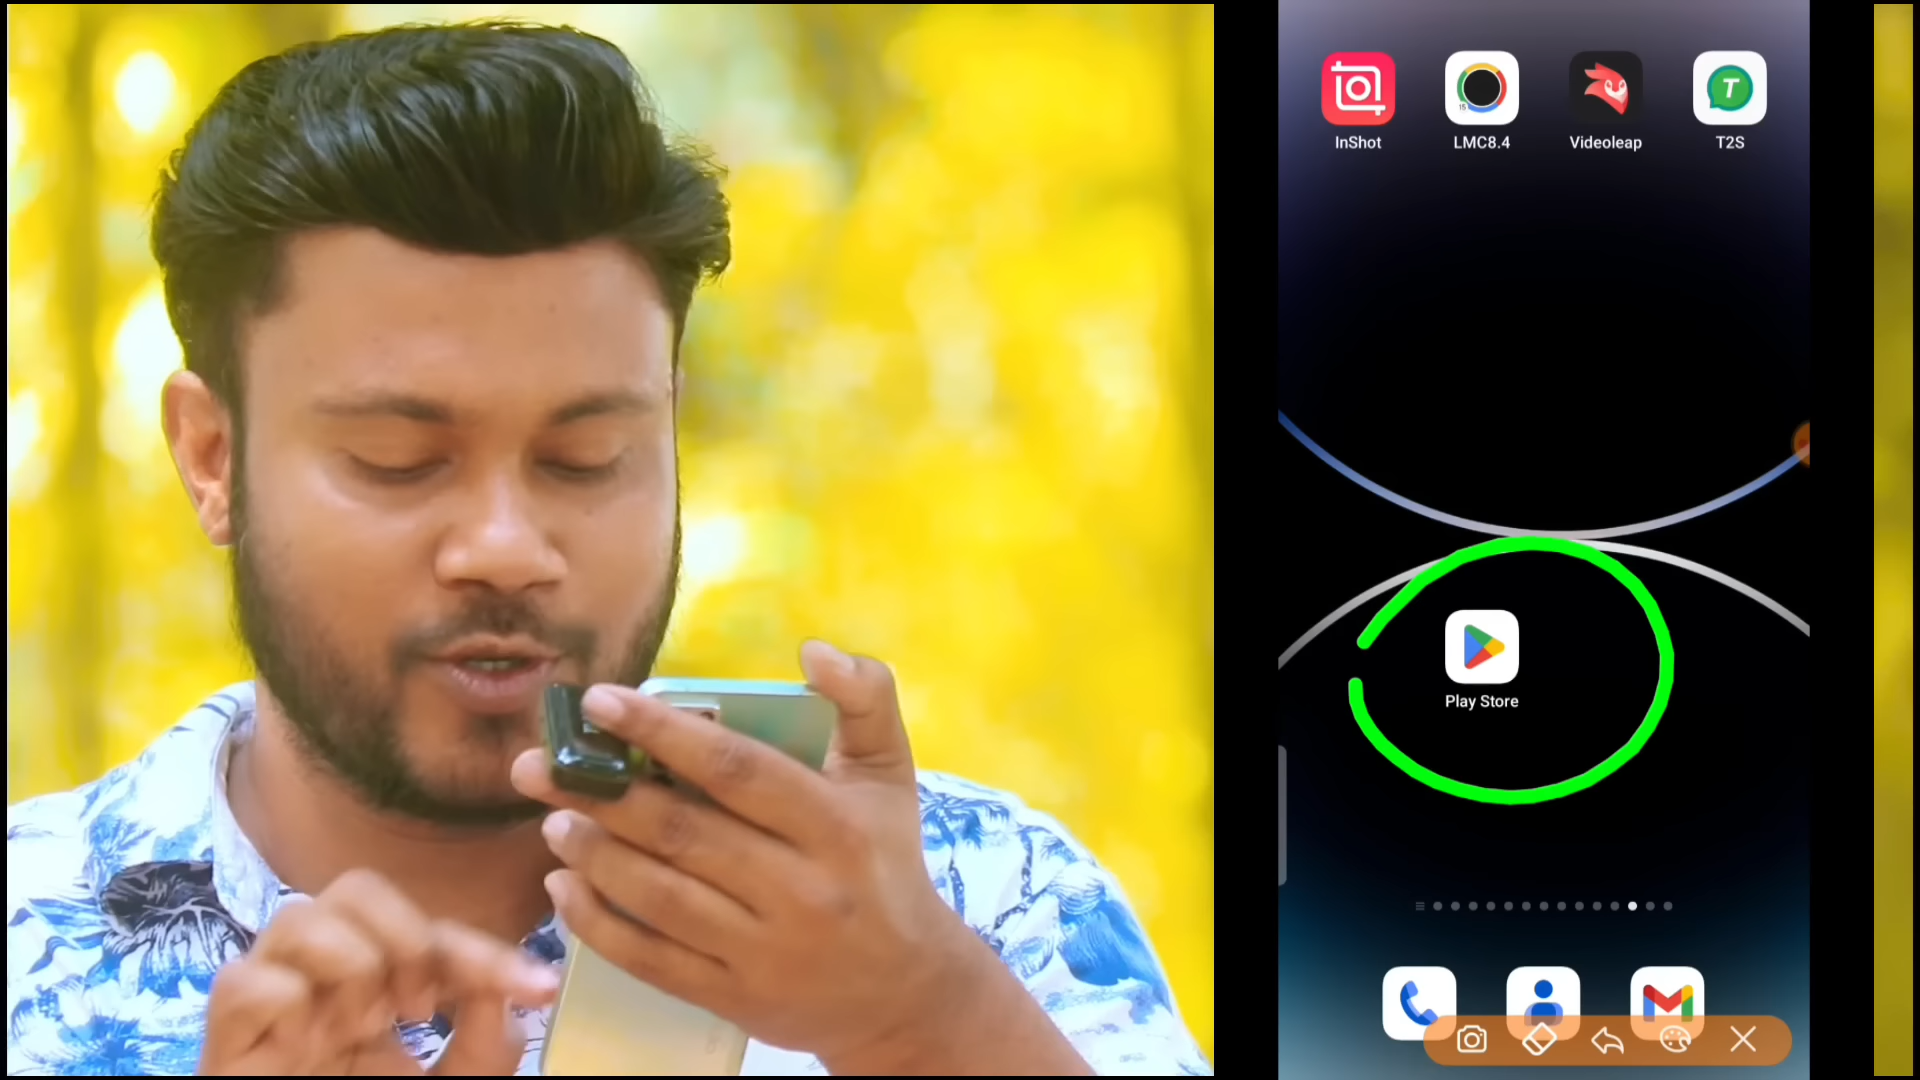 InShot
LMC8.4
Videoleap
T2S
Play Store